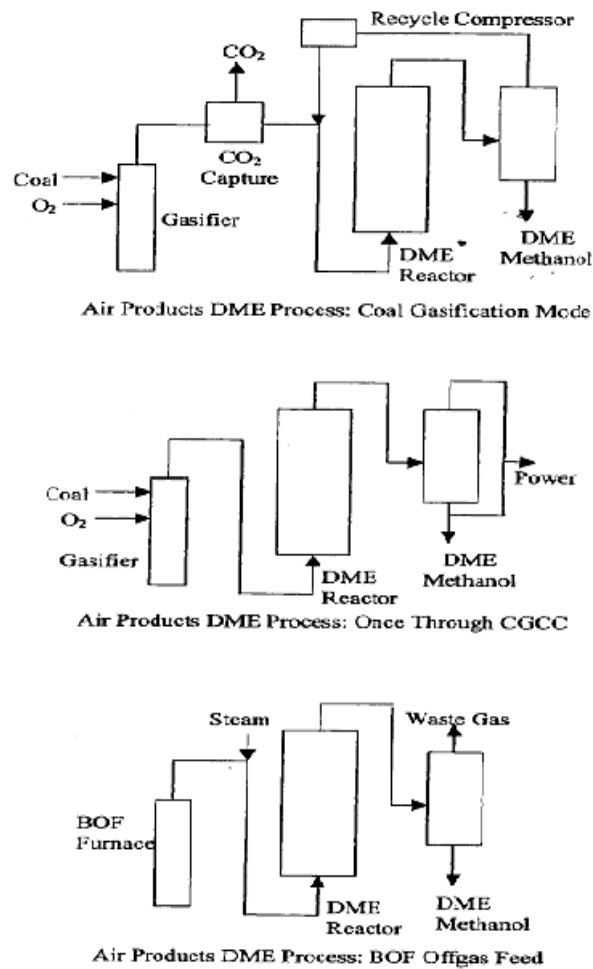 Recycle Compressor
CO₂
CO₂
Capture
Coal
O₂
Gasifier
DME
Reactor
DME
Methanol
Air Products DME Process: Coal Gasification Mode
Coal
O₂
Gasifier
DME
Reactor
Power
DME
Methanol
Air Products DME Process: Once Through CGCC
Steam
Waste Gas
BOF
Furnace
DME
Reactor
DME
Methanol
Air Products DME Process: BOF Offgas Feed